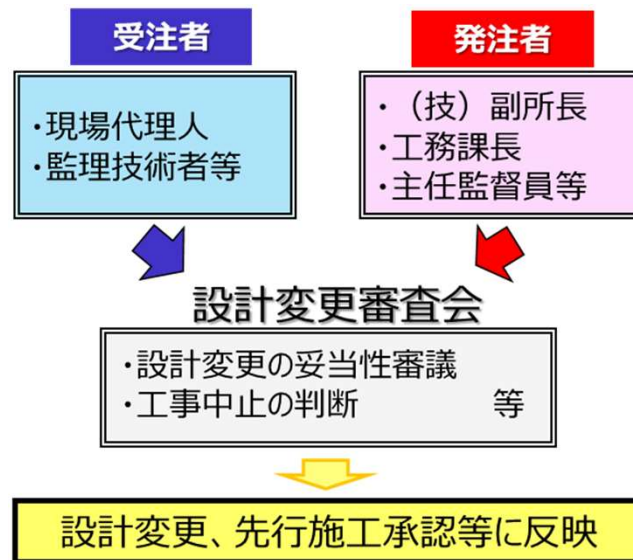 受注者
・現場代理人
・監理技術者等
発注者
・（技）副所長
・工務課長
・主任監督員等
設計変更審査会
・設計変更の妥当性審議
・工事中止の判断　　　　等
設計変更、先行施工承認等に反映